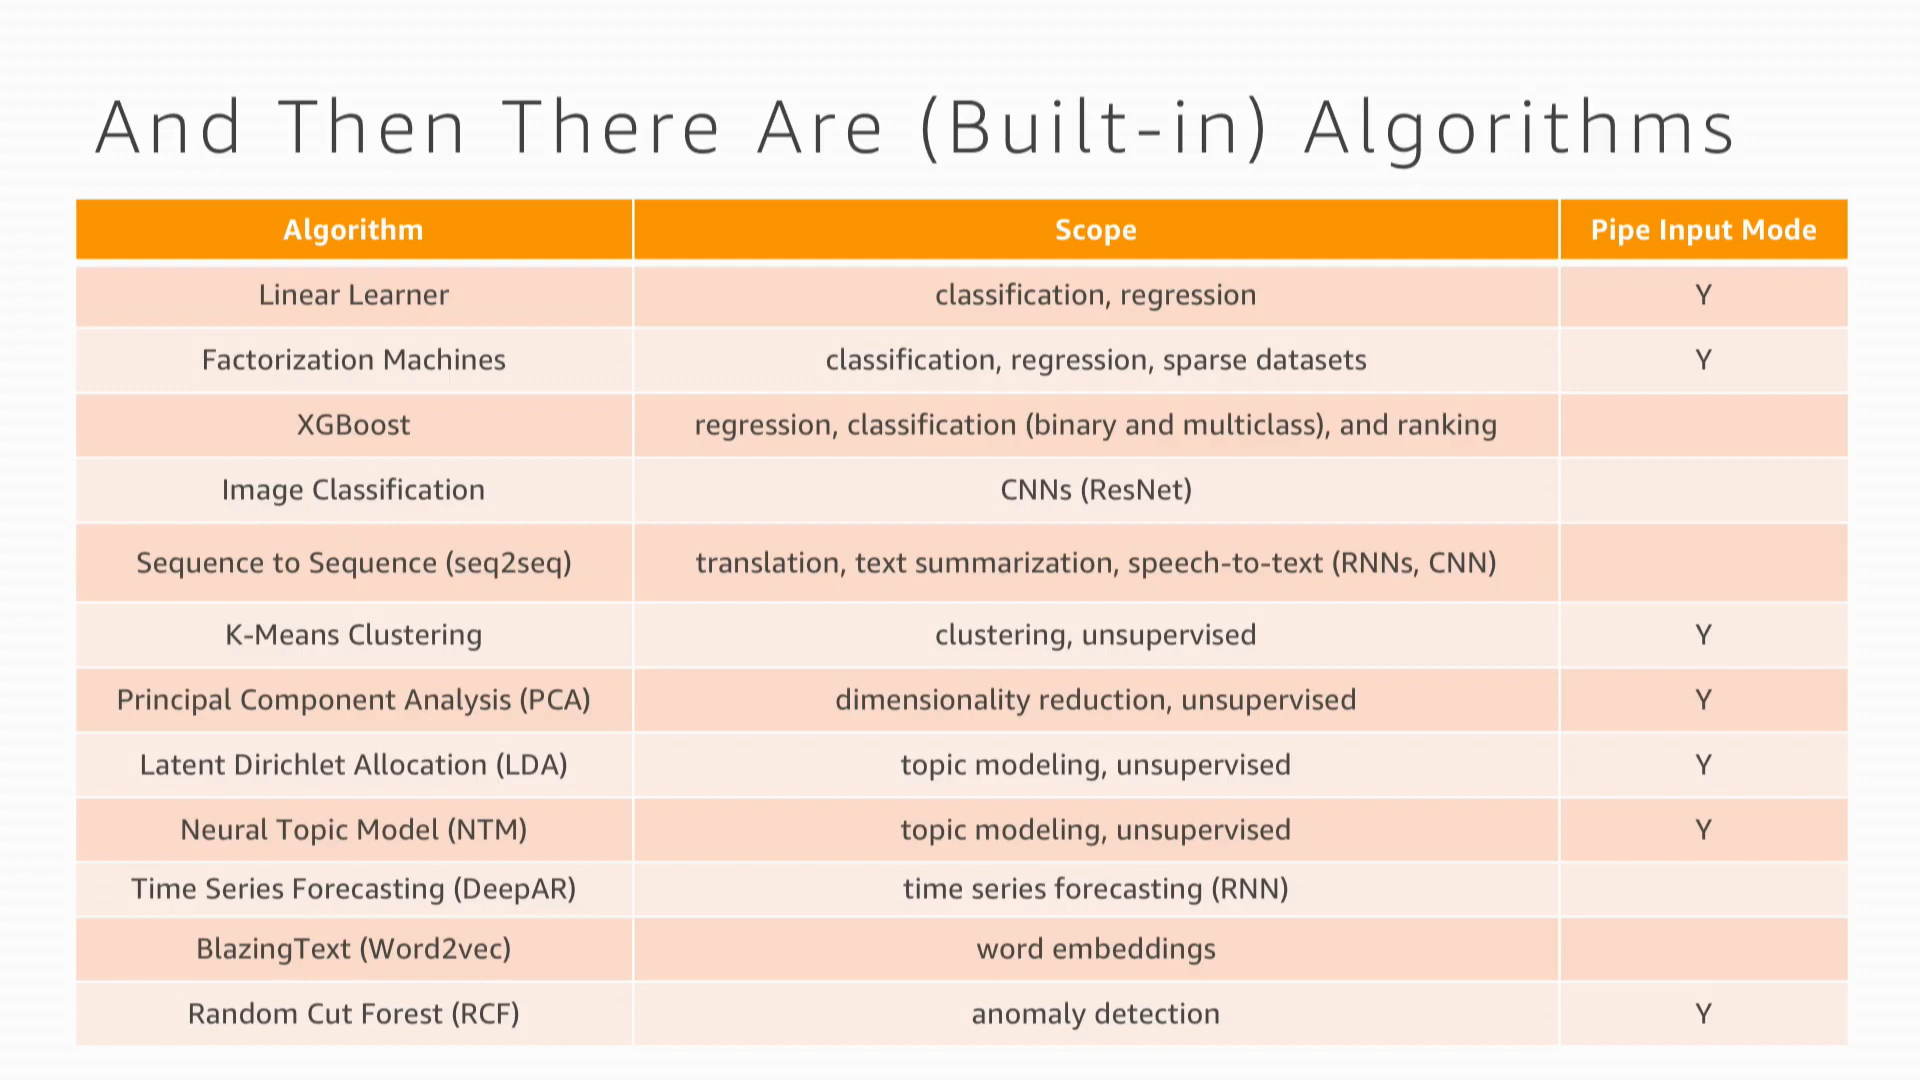 And Then There Are (Built-in) Algorithms
Algorithm Scope Pipe Input Mode
Linear Learner classification, regression Y
Factorization Machines classification, regression, sparse datasets Y
XGBoost regression, classification (binary and multiclass), and ranking
Image Classification CNNs (ResNet)
Sequence to Sequence (seq2seq) translation, text summarization, speech-to-text (RNNs, CNN)
K-Means Clustering clustering, unsupervised Y
Principal Component Analysis (PCA) dimensionality reduction, unsupervised Y
Latent Dirichlet Allocation (LDA) topic modeling, unsupervised Y
Neural Topic Model (NTM) topic modeling, unsupervised Y
Time Series Forecasting (DeepAR) time series forecasting (RNN)
BlazingText (Word2vec) word embeddings
Random Cut Forest (RCF) anomaly detection Y